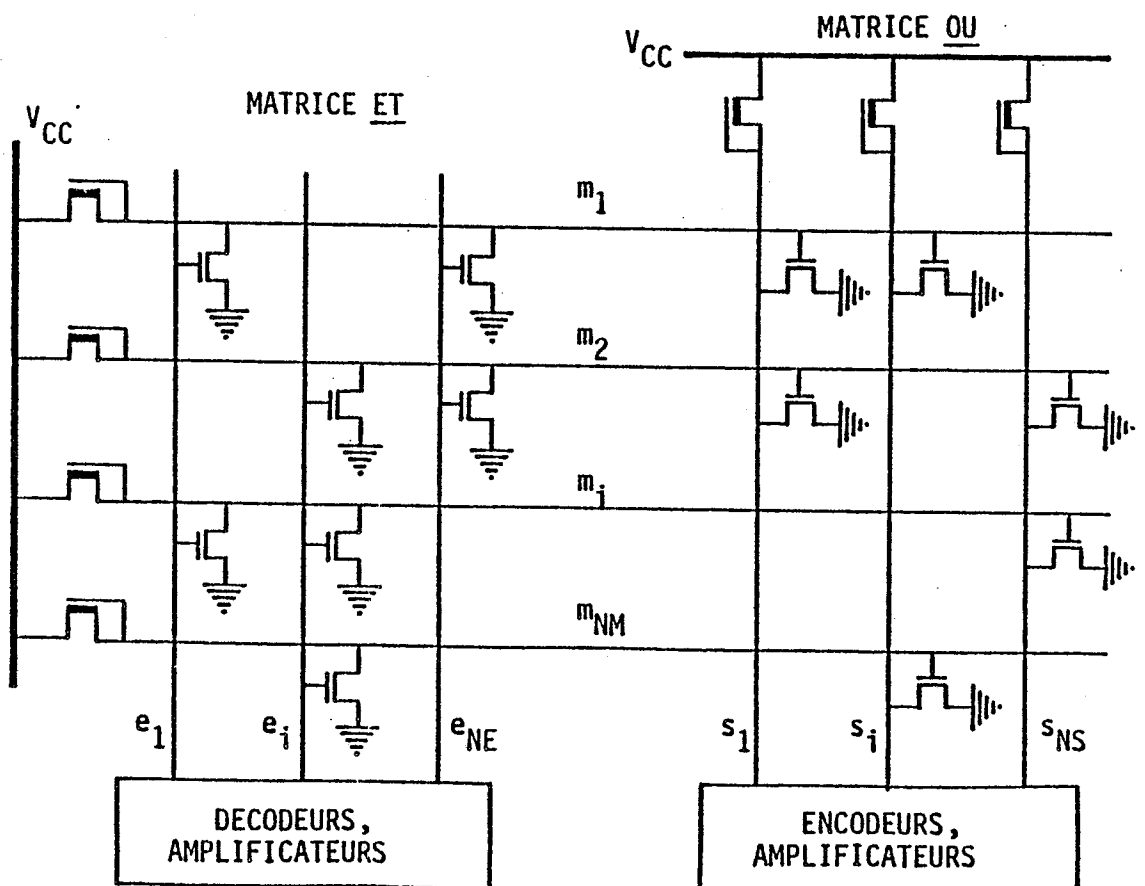 MATRICE OU
V_CC
MATRICE ET
V_CC
m_1
m_2
m_i
m_NM
e_1
e_i
e_NE
s_1
s_i
s_NS
DECODEURS,
AMPLIFICATEURS
ENCODEURS,
AMPLIFICATEURS